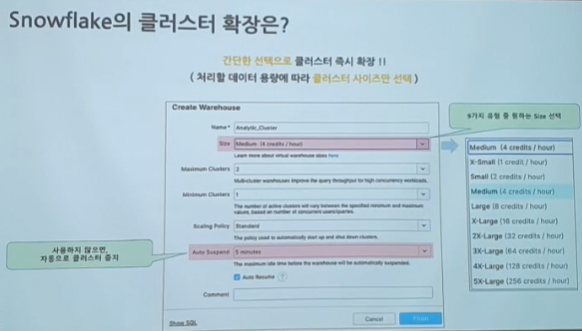 Snowflake의 클러스터 확장은?
간단한 선택으로 클러스터 즉시 확장 !!
( 처리할 데이터 용량에 따라 클러스터 사이즈만 선택 )
Create Warehouse
9가지 유형 중 원하는 Size 선택
Name* Analytic_Cluster
Size Medium (4 credits / hour)
Learn more about virtual warehouse sizes here
Maximum Clusters 2
Multi-cluster warehouses improve the query throughput for high concurrency workloads.
Minimum Clusters 1
The number of active clusters will vary between the specified minimum and maximum
values, based on number of concurrent users/queries.
Scaling Policy Standard
The policy used to automatically start up and shut down clusters.
사용하지 않으면,
자동으로 클러스터 중지
Auto Suspend 5 minutes
The maximum idle time before the warehouse will be automatically suspended.
Auto Resume ?
Comment
Show SQL
Cancel
Finish
Medium (4 credits / hour)
X-Small (1 credit / hour)
Small (2 credits / hour)
Medium (4 credits / hour)
Large (8 credits / hour)
X-Large (16 credits / hour)
2X-Large (32 credits / hour)
3X-Large (64 credits / hour)
4X-Large (128 credits / hour)
5X-Large (256 credits / hour)